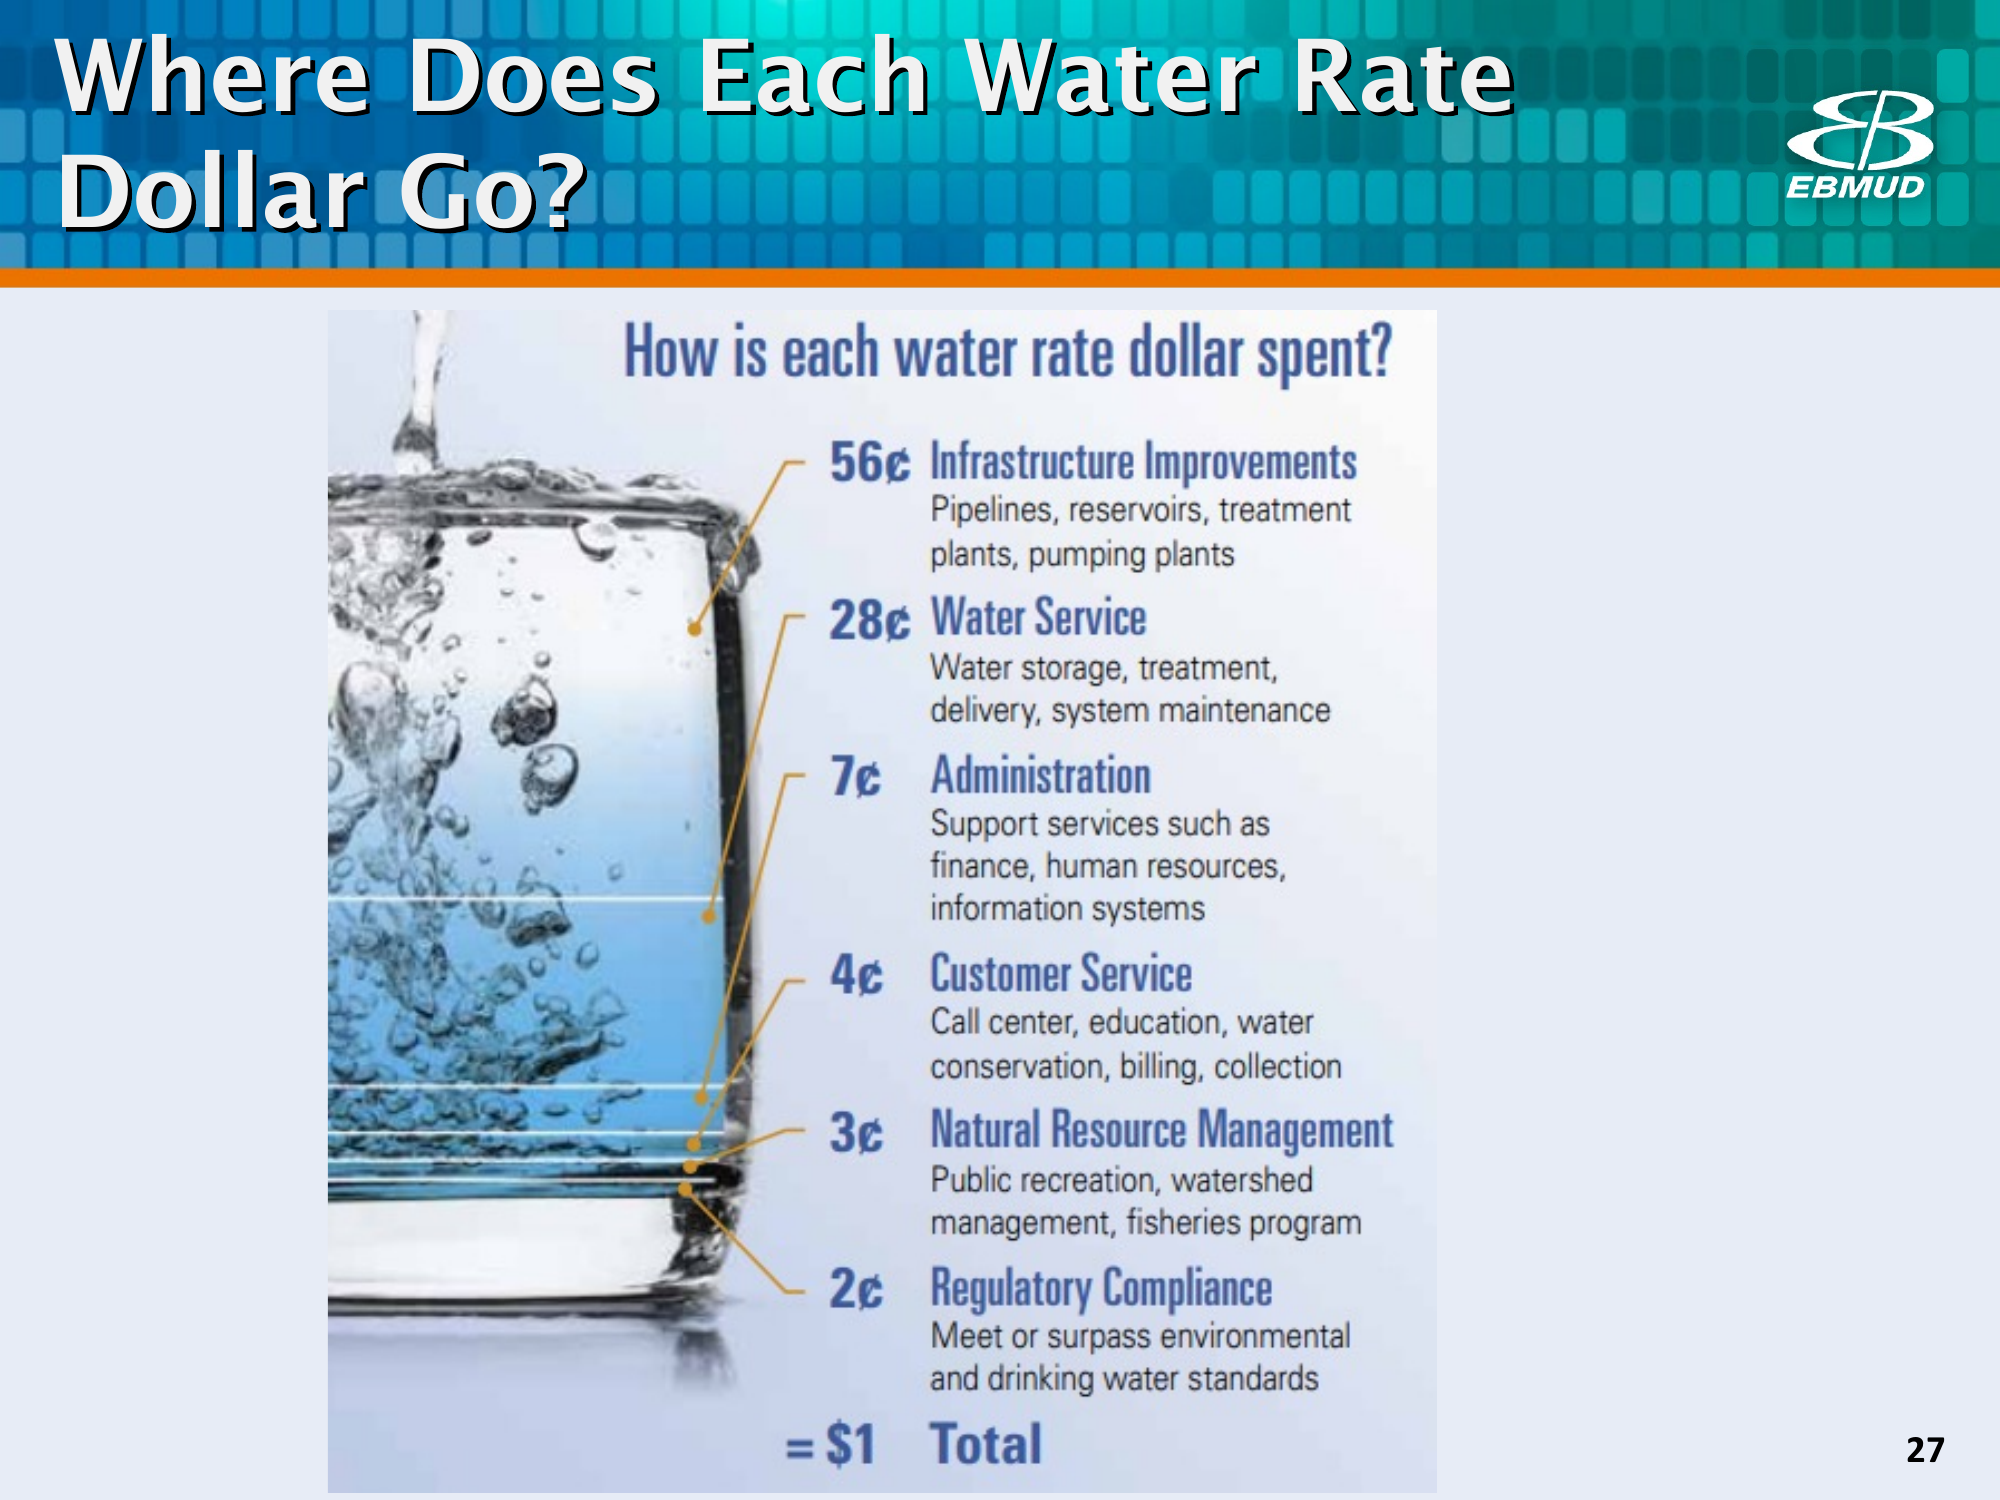 Where Does Each Water Rate
Dollar Go?
EBMUD
How is each water rate dollar spent?
56¢ Infrastructure Improvements
Pipelines, reservoirs, treatment
plants, pumping plants
28¢ Water Service
Water storage, treatment,
delivery, system maintenance
7¢ Administration
Support services such as
finance, human resources,
information systems
4¢ Customer Service
Call center, education, water
conservation, billing, collection
3¢ Natural Resource Management
Public recreation, watershed
management, fisheries program
2¢ Regulatory Compliance
Meet or surpass environmental
and drinking water standards
= $1 Total
27